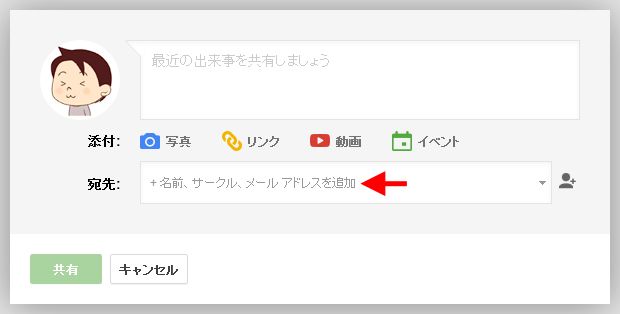 最近の出来事を共有しましょう
添付: 写真 リンク 動画 イベント
宛先: + 名前、サークル、メール アドレスを追加
共有 キャンセル